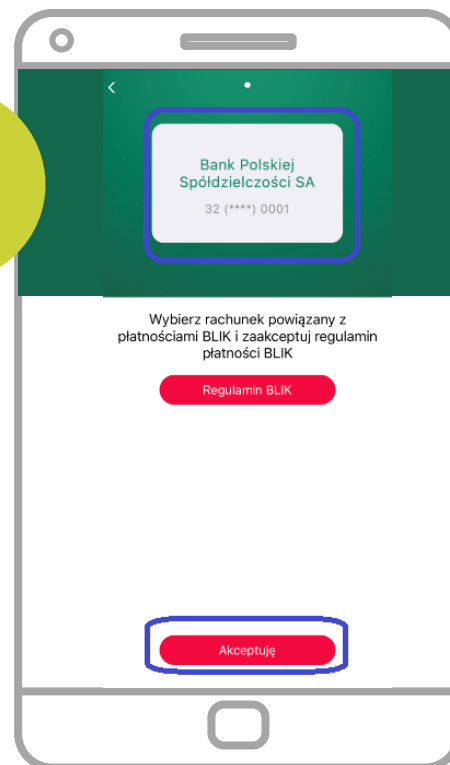 Bank Polskiej
Spółdzielczości SA
32 (****) 0001
Wybierz rachunek powiązany z
płatnościami BLIK i zaakceptuj regulamin
płatności BLIK
Regulamin BLIK
Akceptuję